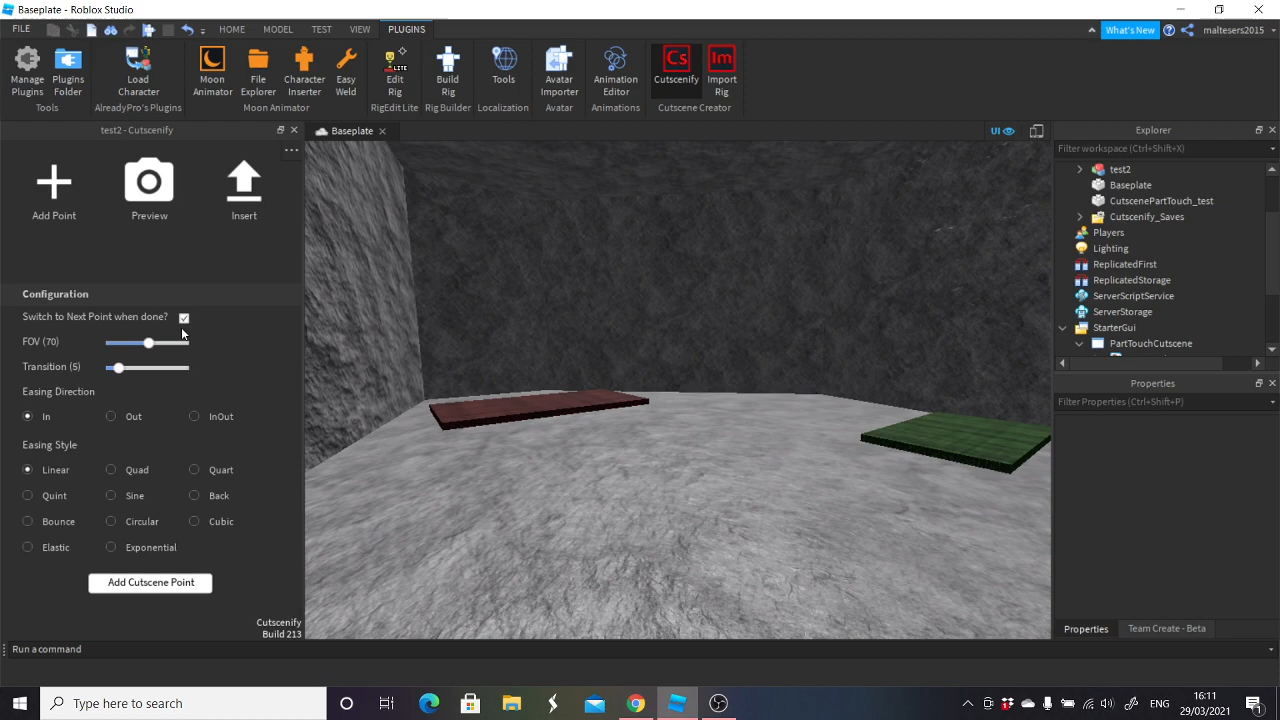 Baseplate - Roblox Studio
FILE
HOME
MODEL
TEST
VIEW
PLUGINS
What's New
maltesers2015
Manage Plugins
Plugins Folder
Load Character
Moon Animator
File Explorer
Character Inserter
Easy Weld
LITE
Edit Rig
Build Rig
Tools
Avatar Importer
Animation Editor
Cs
Cutscenify
Im
Import Rig
Tools
AlreadyPro's Plugins
Moon Animator
RigEdit Lite
Rig Builder
Localization
Avatar
Animations
Cutscene Creator
test2 - Cutscenify
Baseplate
UI
Explorer
Filter workspace (Ctrl+Shift+X)
Add Point
Preview
Insert
test2
Baseplate
CutscenePartTouch_test
Cutscenify_Saves
Players
Lighting
ReplicatedFirst
ReplicatedStorage
ServerScriptService
ServerStorage
StarterGui
PartTouchCutscene
Configuration
Switch to Next Point when done?
FOV (70)
Transition (5)
Easing Direction
In
Out
InOut
Easing Style
Linear
Quad
Quart
Quint
Sine
Back
Bounce
Circular
Cubic
Elastic
Exponential
Add Cutscene Point
Cutscenify
Build 213
Properties
Filter Properties (Ctrl+Shift+P)
Properties
Team Create - Beta
Run a command
Type here to search
ENG
16:11
29/03/2021